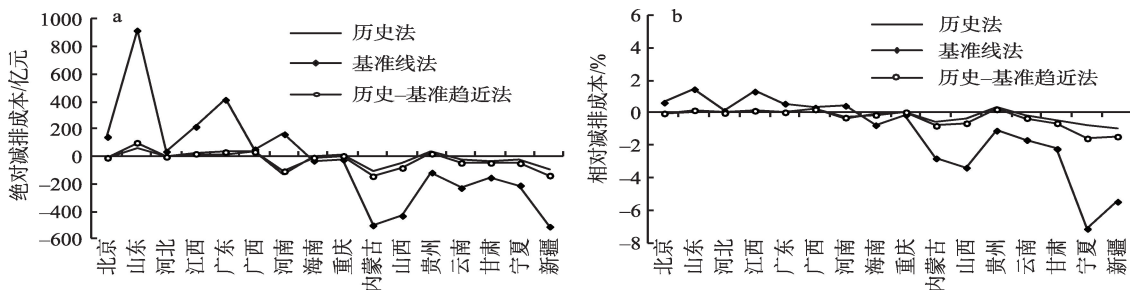 a
绝对减排成本/亿元
1000
800
600
400
200
0
–200
–400
–600
历史法
基准线法
历史–基准趋近法
北京
山东
河北
江西
广东
广西
河南
海南
重庆
内蒙古
山西
贵州
云南
甘肃
宁夏
新疆
b
相对减排成本/%
6
4
2
0
–2
–4
–6
–8
历史法
基准线法
历史–基准趋近法
北京
山东
河北
江西
广东
广西
河南
海南
重庆
内蒙古
山西
贵州
云南
甘肃
宁夏
新疆